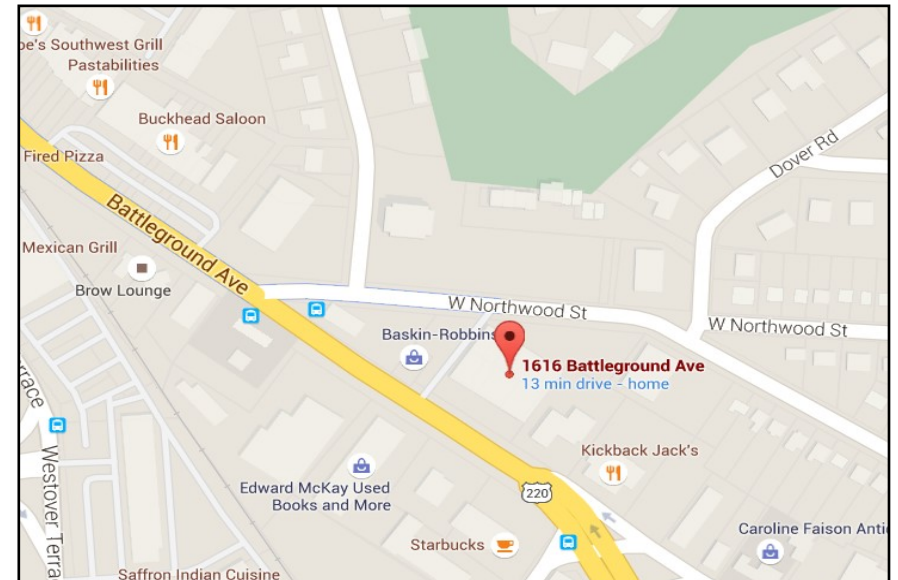 oe's Southwest Grill
Pastabilities
Buckhead Saloon
Fired Pizza
Dover Rd
Battleground Ave
Mexican Grill
Brow Lounge
W Northwood St
W Northwood St
Baskin-Robbins
1616 Battleground Ave
13 min drive - home
Kickback Jack's
Edward McKay Used
Books and More
220
Westover Terra
rrace
Starbucks
Caroline Faison Anti
Saffron Indian Cuisine